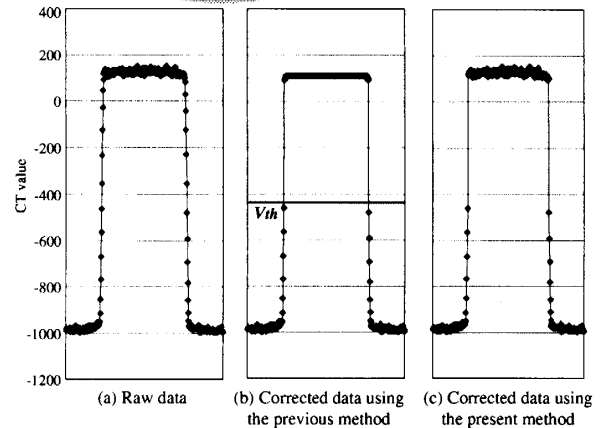 400
200
0
-200
-400
-600
-800
-1000
-1200
CT value
Vth
(a) Raw data
(b) Corrected data using
the previous method
(c) Corrected data using
the present method